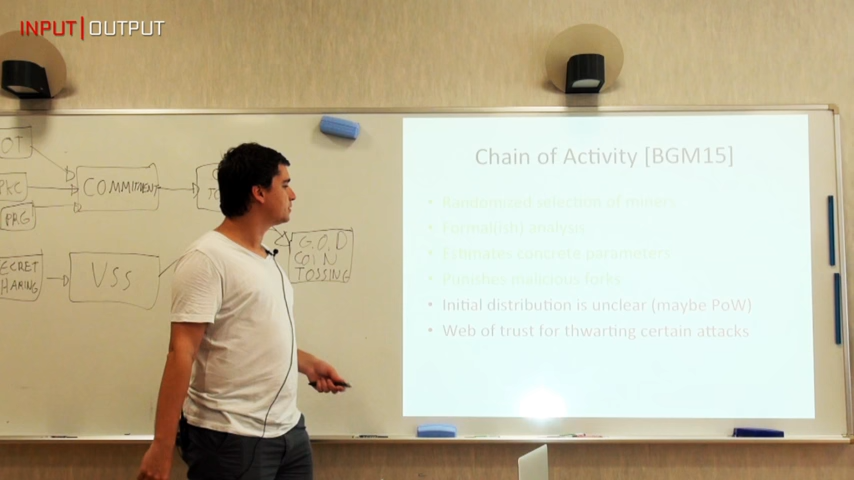 INPUT|OUTPUT
OT
PKC
PRG
COMMITMENT
SECRET
SHARING
VSS
G.O.D
COIN
TOSSING
Chain of Activity [BGM15]
• Randomized selection of miners
• Formal(ish) analysis
• Estimates concrete parameters
• Punishes malicious forks
• Initial distribution is unclear (maybe PoW)
• Web of trust for thwarting certain attacks